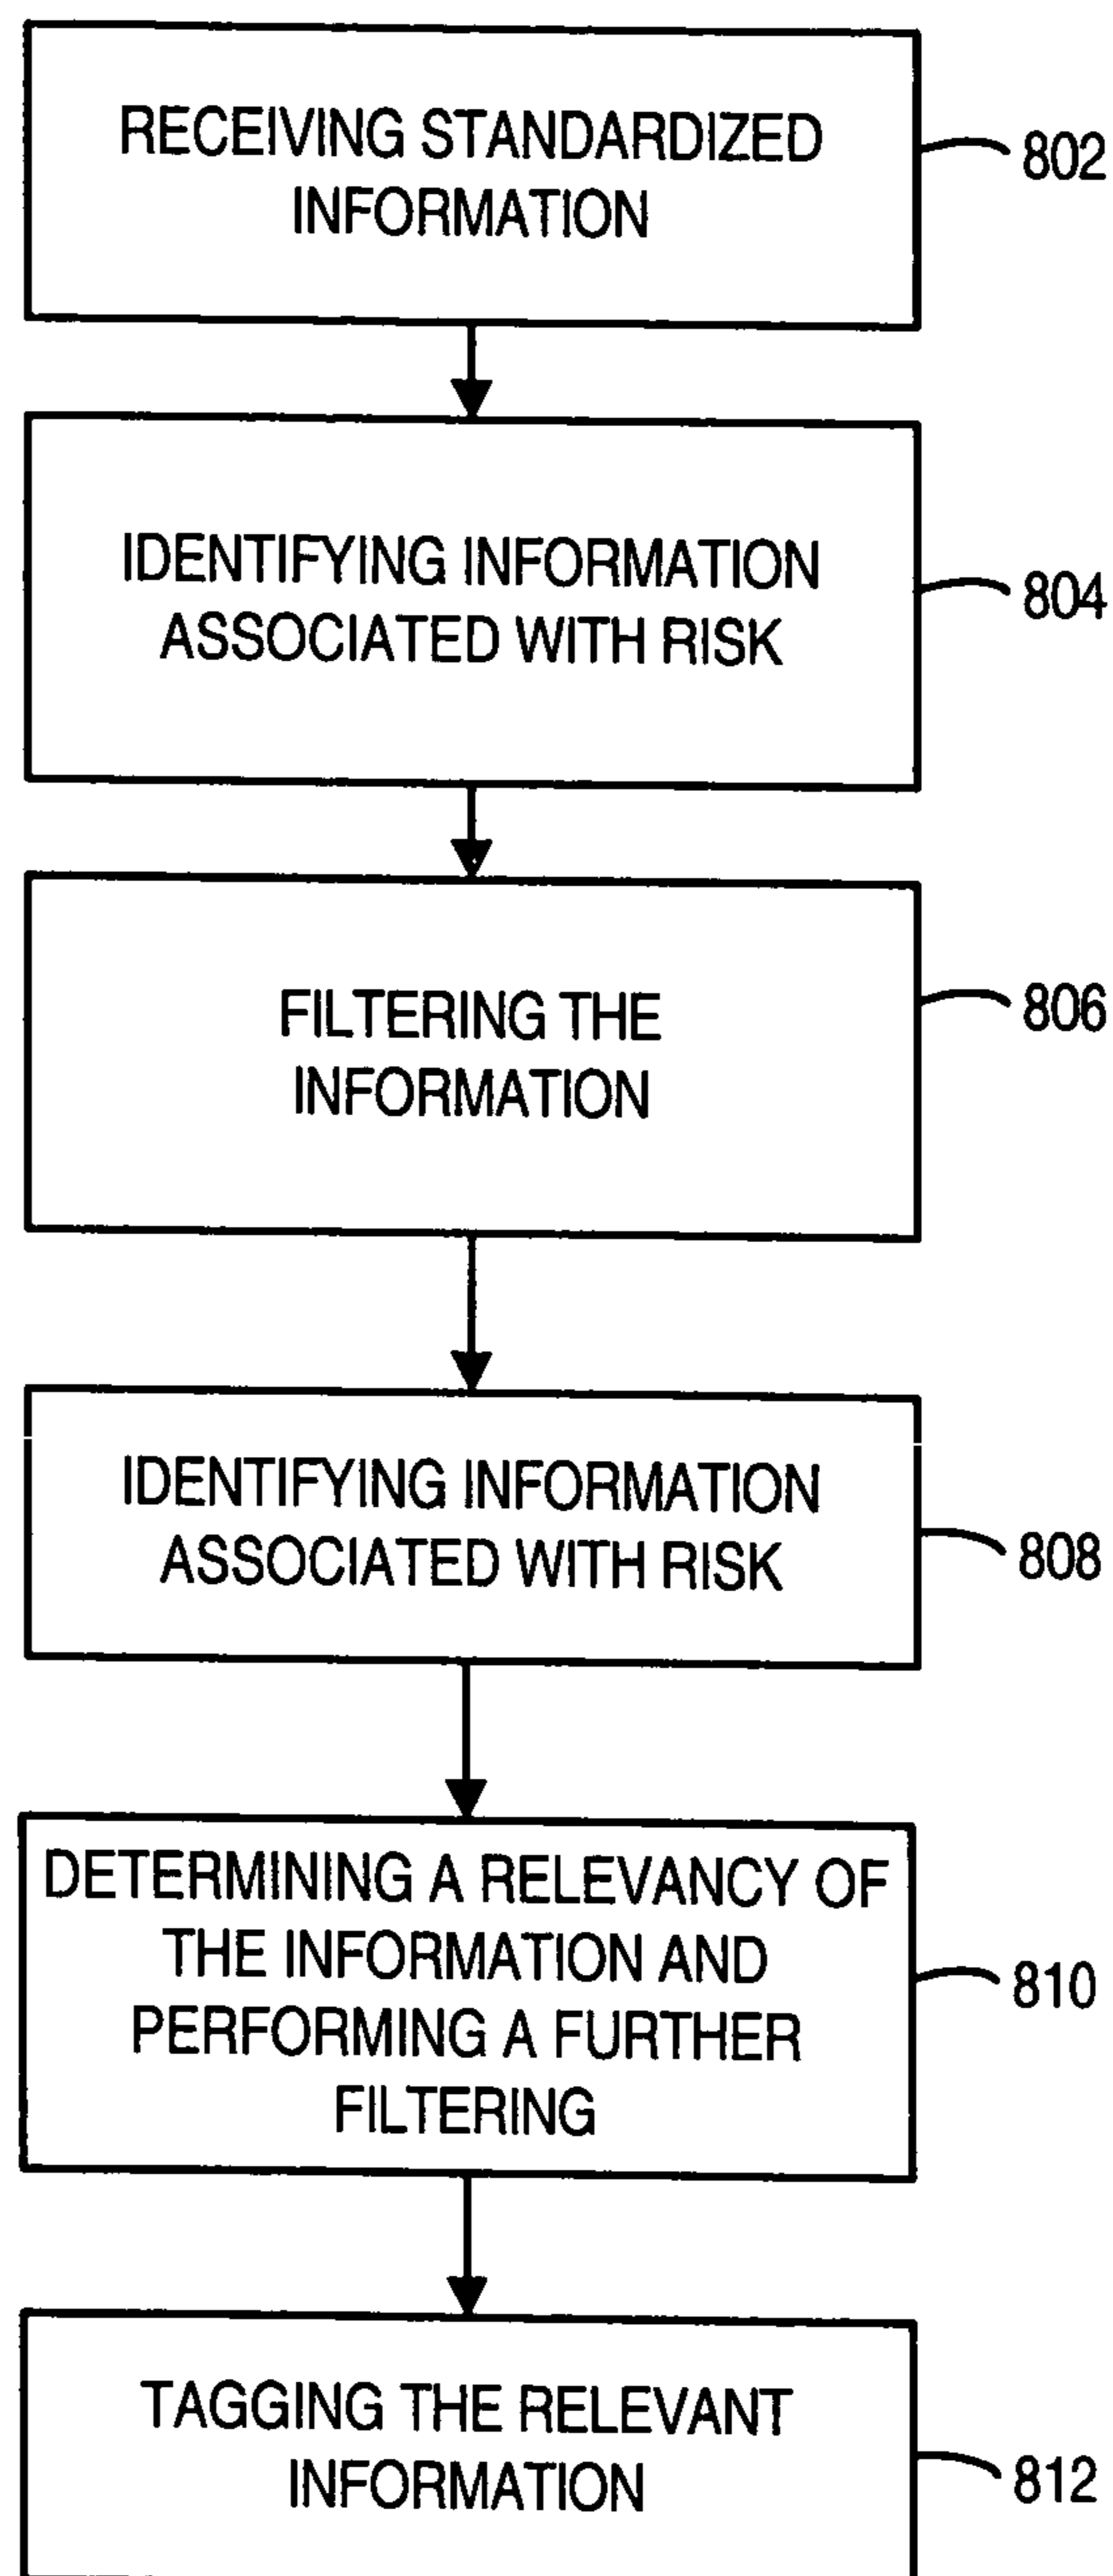 RECEIVING STANDARDIZED
INFORMATION
802
IDENTIFYING INFORMATION
ASSOCIATED WITH RISK
804
FILTERING THE
INFORMATION
806
IDENTIFYING INFORMATION
ASSOCIATED WITH RISK
808
DETERMINING A RELEVANCY OF
THE INFORMATION AND
PERFORMING A FURTHER
FILTERING
810
TAGGING THE RELEVANT
INFORMATION
812